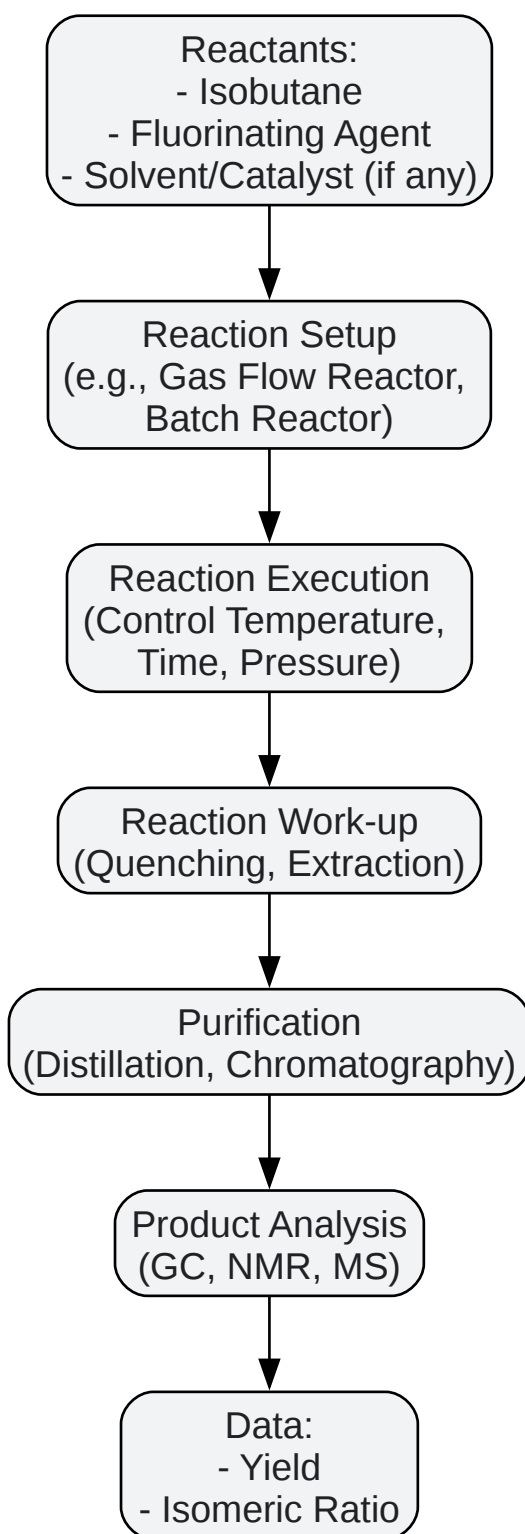 Reactants:
- Isobutane
- Fluorinating Agent
- Solvent/Catalyst (if any)
Reaction Setup
(e.g., Gas Flow Reactor,
Batch Reactor)
Reaction Execution
(Control Temperature,
Time, Pressure)
Reaction Work-up
(Quenching, Extraction)
Purification
(Distillation, Chromatography)
Product Analysis
(GC, NMR, MS)
Data:
- Yield
- Isomeric Ratio